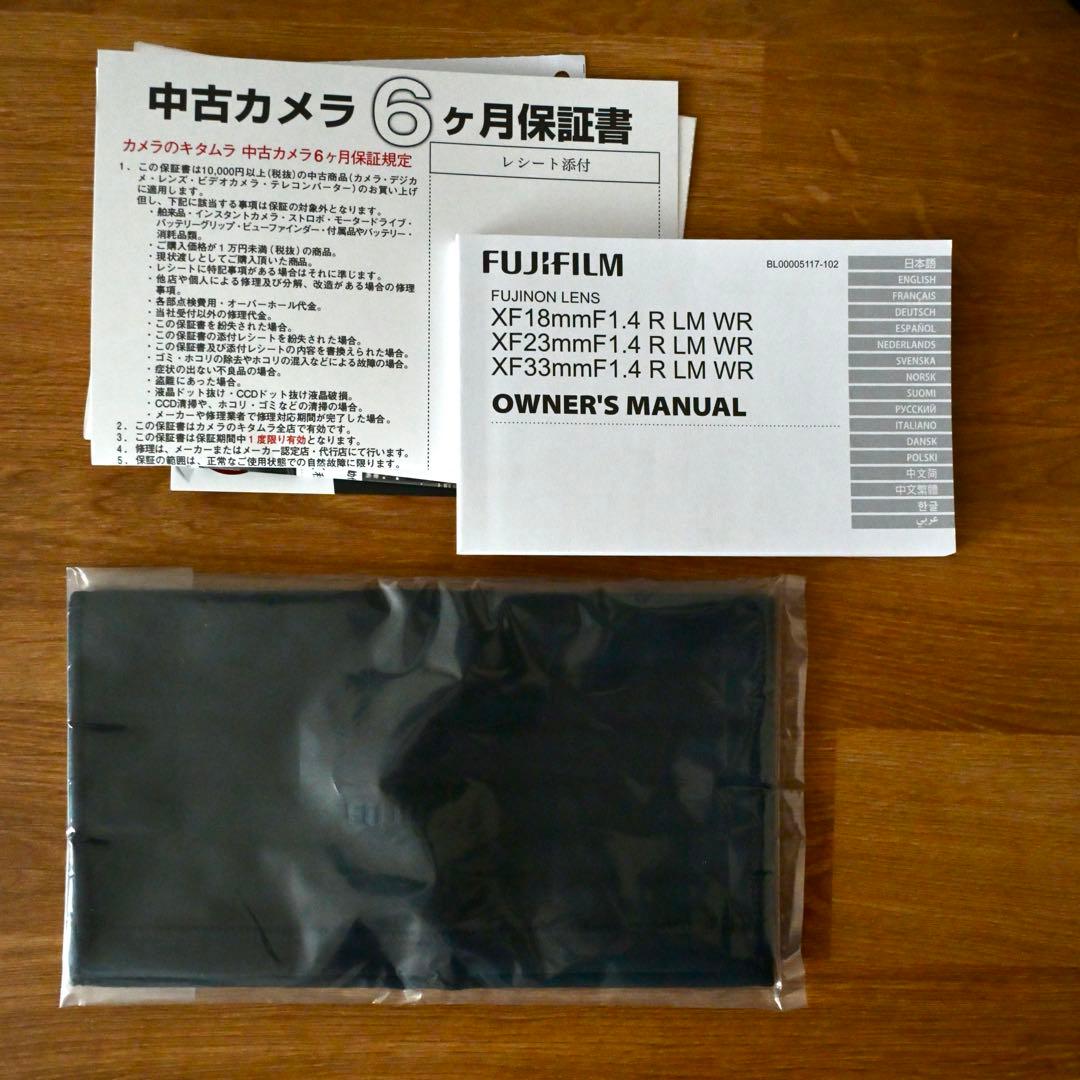 中古カメラ6ヶ月保証書
カメラのキタムラ 中古カメラ6ヶ月保証規定
レシート添付
1. この保証書は10,000円以上(税抜)の中古商品(カメラ・デジカ
メ・レンズ・ビデオカメラ・テレコンバーター)のお買い上げ
に適用します。
但し、下記に該当する事項は保証の対象外となります。
・舶来品・インスタントカメラ・ストロボ・モータードライブ・
バッテリーグリップ・ビューファインダー・付属品やバッテリー・
消耗品類。
・ご購入価格が1万円未満(税抜)の商品。
・現状渡しとしてご購入頂いた商品。
・レシートに特記事項がある場合はそれに準じます。
・他店や個人による修理及び分解、改造がある場合の修理
事項。
・各部点検費用・オーバーホール代金。
・当社受付以外の修理代金。
・この保証書を紛失された場合。
・この保証書の添付レシートを紛失された場合。
・この保証書及び添付レシートの内容を書換えられた場合。
・ゴミ・ホコリの除去やホコリの混入などによる故障の場合。
・症状の出ない不良品の場合。
・盗難にあった場合。
・液晶ドット抜け・CCDドット抜け液晶破損。
・CCD清掃や、ホコリ・ゴミなどの清掃の場合。
・メーカーや修理業者で修理対応期間が完了した場合。
2. この保証書はカメラのキタムラ全店で有効です。
3. この保証書は保証期間中1度限り有効となります。
4. 修理は、メーカーまたはメーカー認定店・代行店にて行います。
5. 保証の範囲は、正常なご使用状態での自然故障に限ります。
FUJIFILM
BL00005117-102
FUJINON LENS
XF18mmF1.4 R LM WR
XF23mmF1.4 R LM WR
XF33mmF1.4 R LM WR
OWNER'S MANUAL
日本語
ENGLISH
FRANÇAIS
DEUTSCH
ESPAÑOL
NEDERLANDS
SVENSKA
NORSK
SUOMI
РУССКИЙ
ITALIANO
DANSK
POLSKI
中文简
中文繁體
한글
عربي